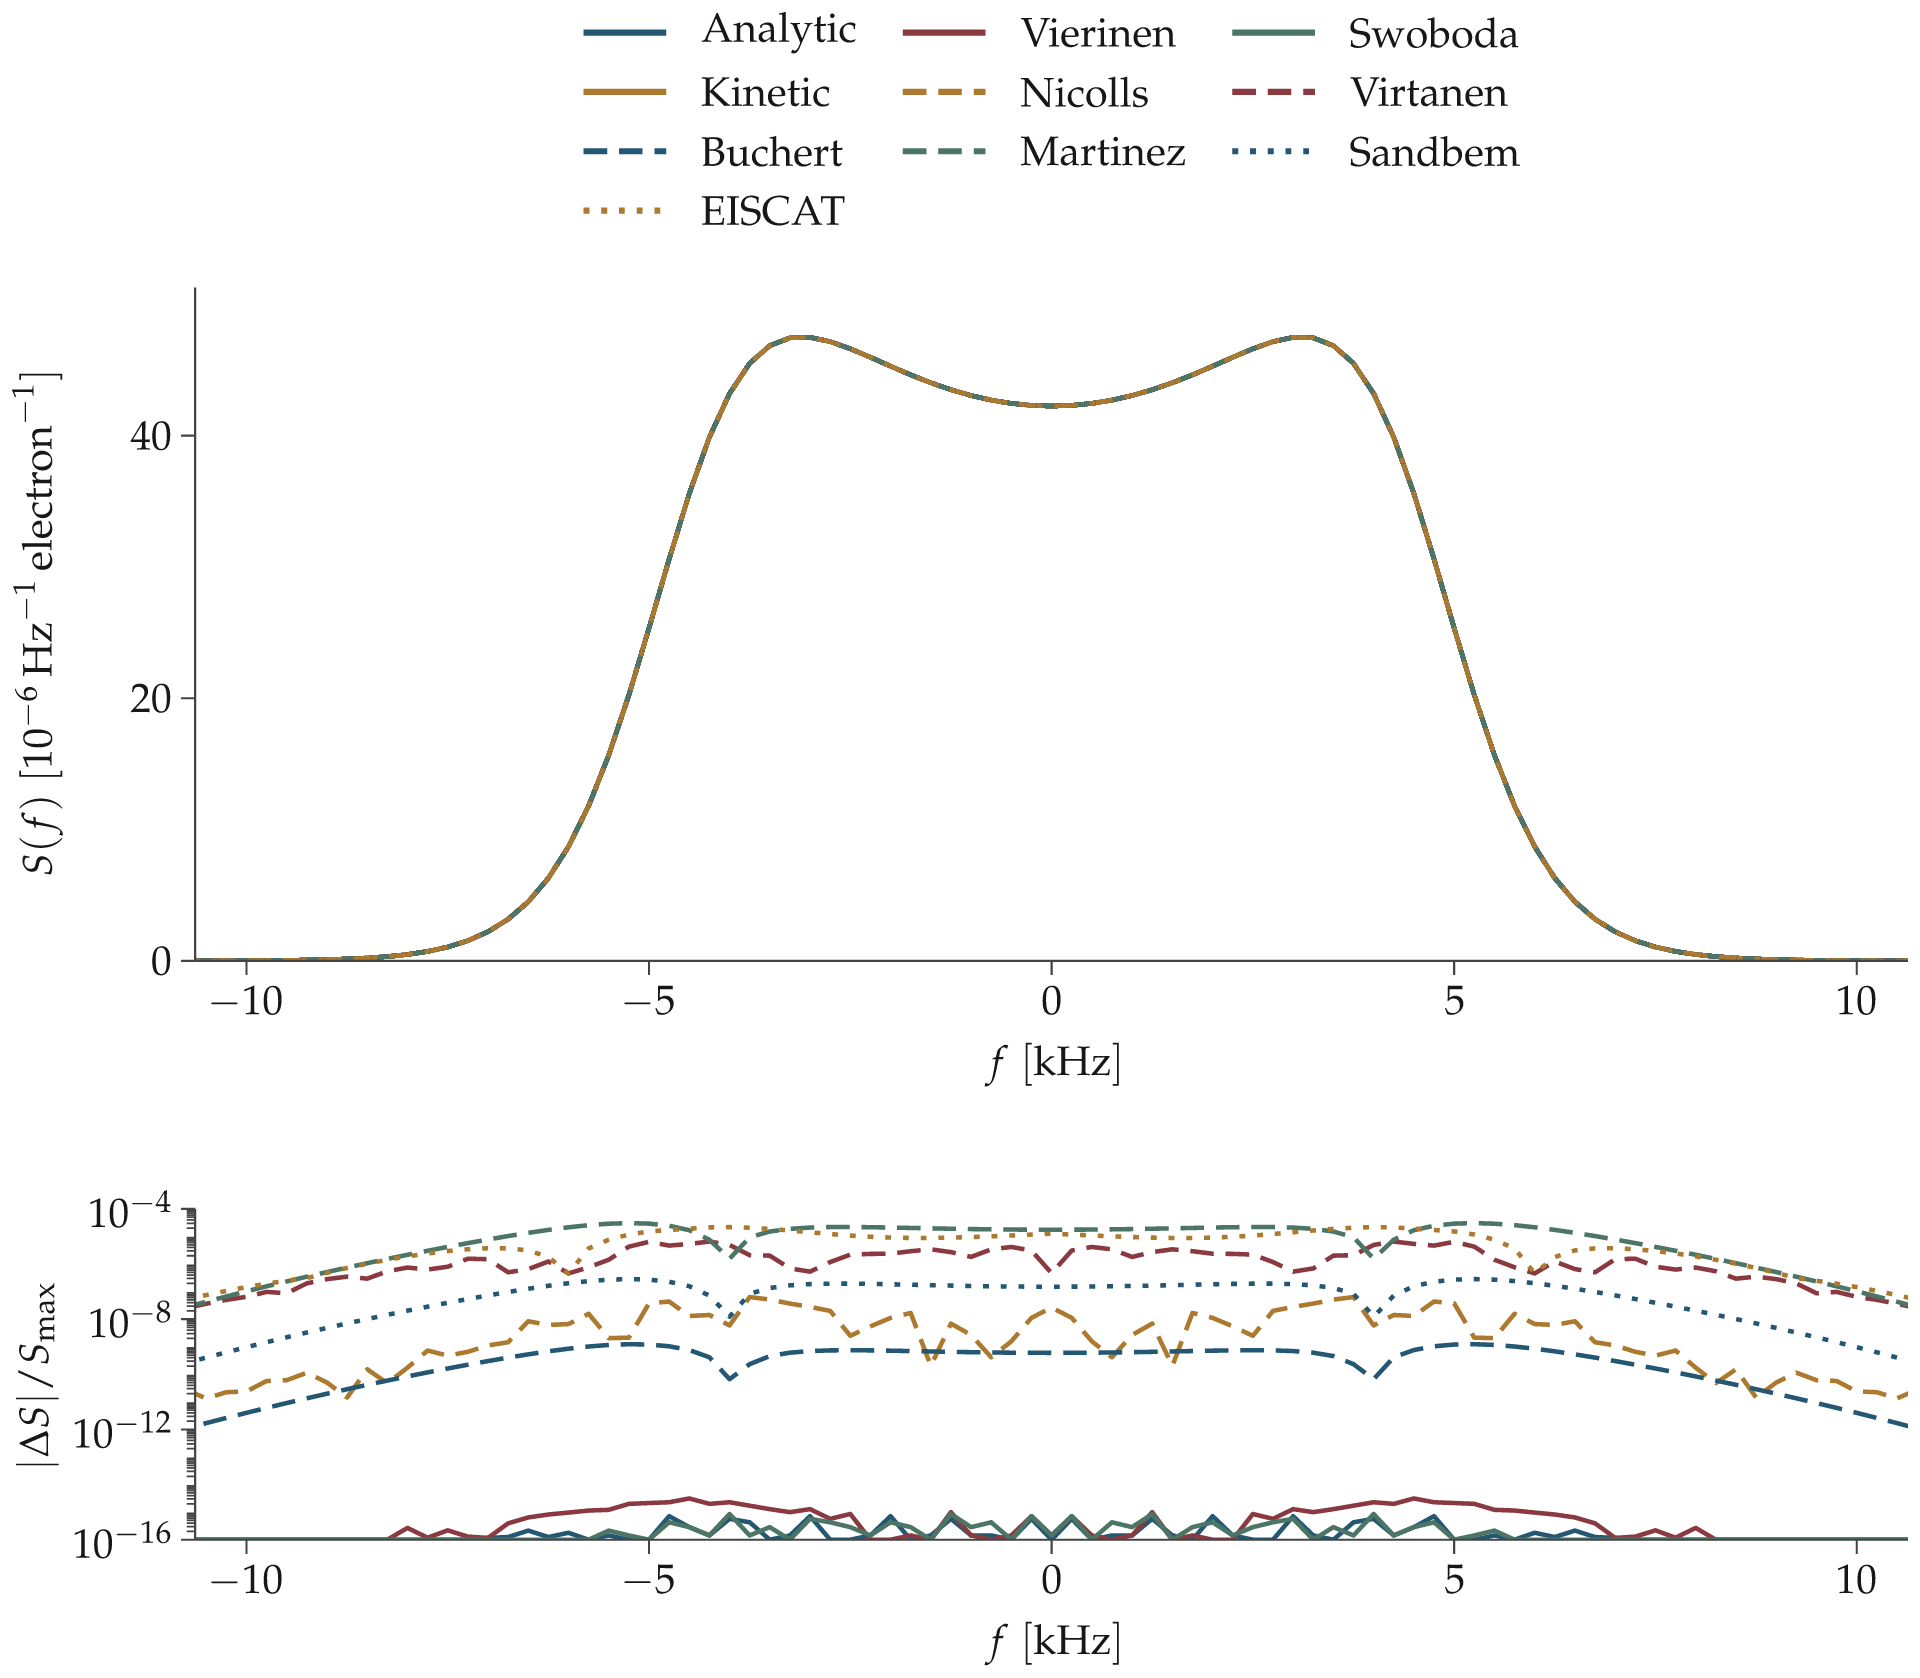 Analytic Vierinen Swoboda
Kinetic Nicolls Virtanen
Buchert Martinez Sandbem
EISCAT
S(f) [10⁻⁶ Hz⁻¹ electron⁻¹]
40
20
0
−10 −5 0 5 10
f [kHz]
|ΔS|/S_max
10⁻⁴
10⁻⁸
10⁻¹²
10⁻¹⁶
−10 −5 0 5 10
f [kHz]